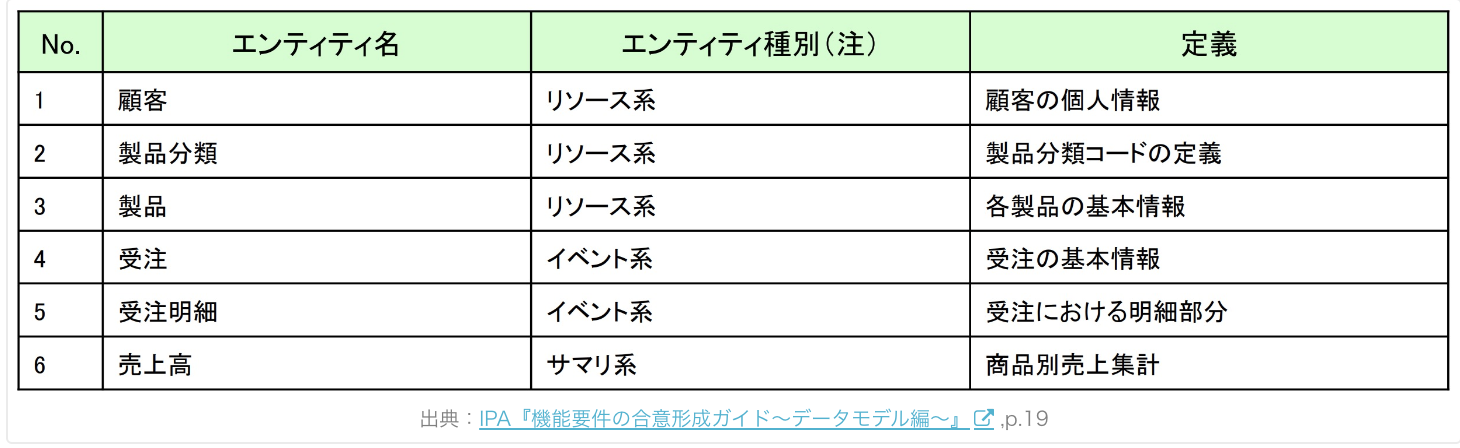 No. エンティティ名 エンティティ種別（注） 定義
1 顧客 リソース系 顧客の個人情報
2 製品分類 リソース系 製品分類コードの定義
3 製品 リソース系 各製品の基本情報
4 受注 イベント系 受注の基本情報
5 受注明細 イベント系 受注における明細部分
6 売上高 サマリ系 商品別売上集計
出典：IPA『機能要件の合意形成ガイド～データモデル編～』 ,p.19